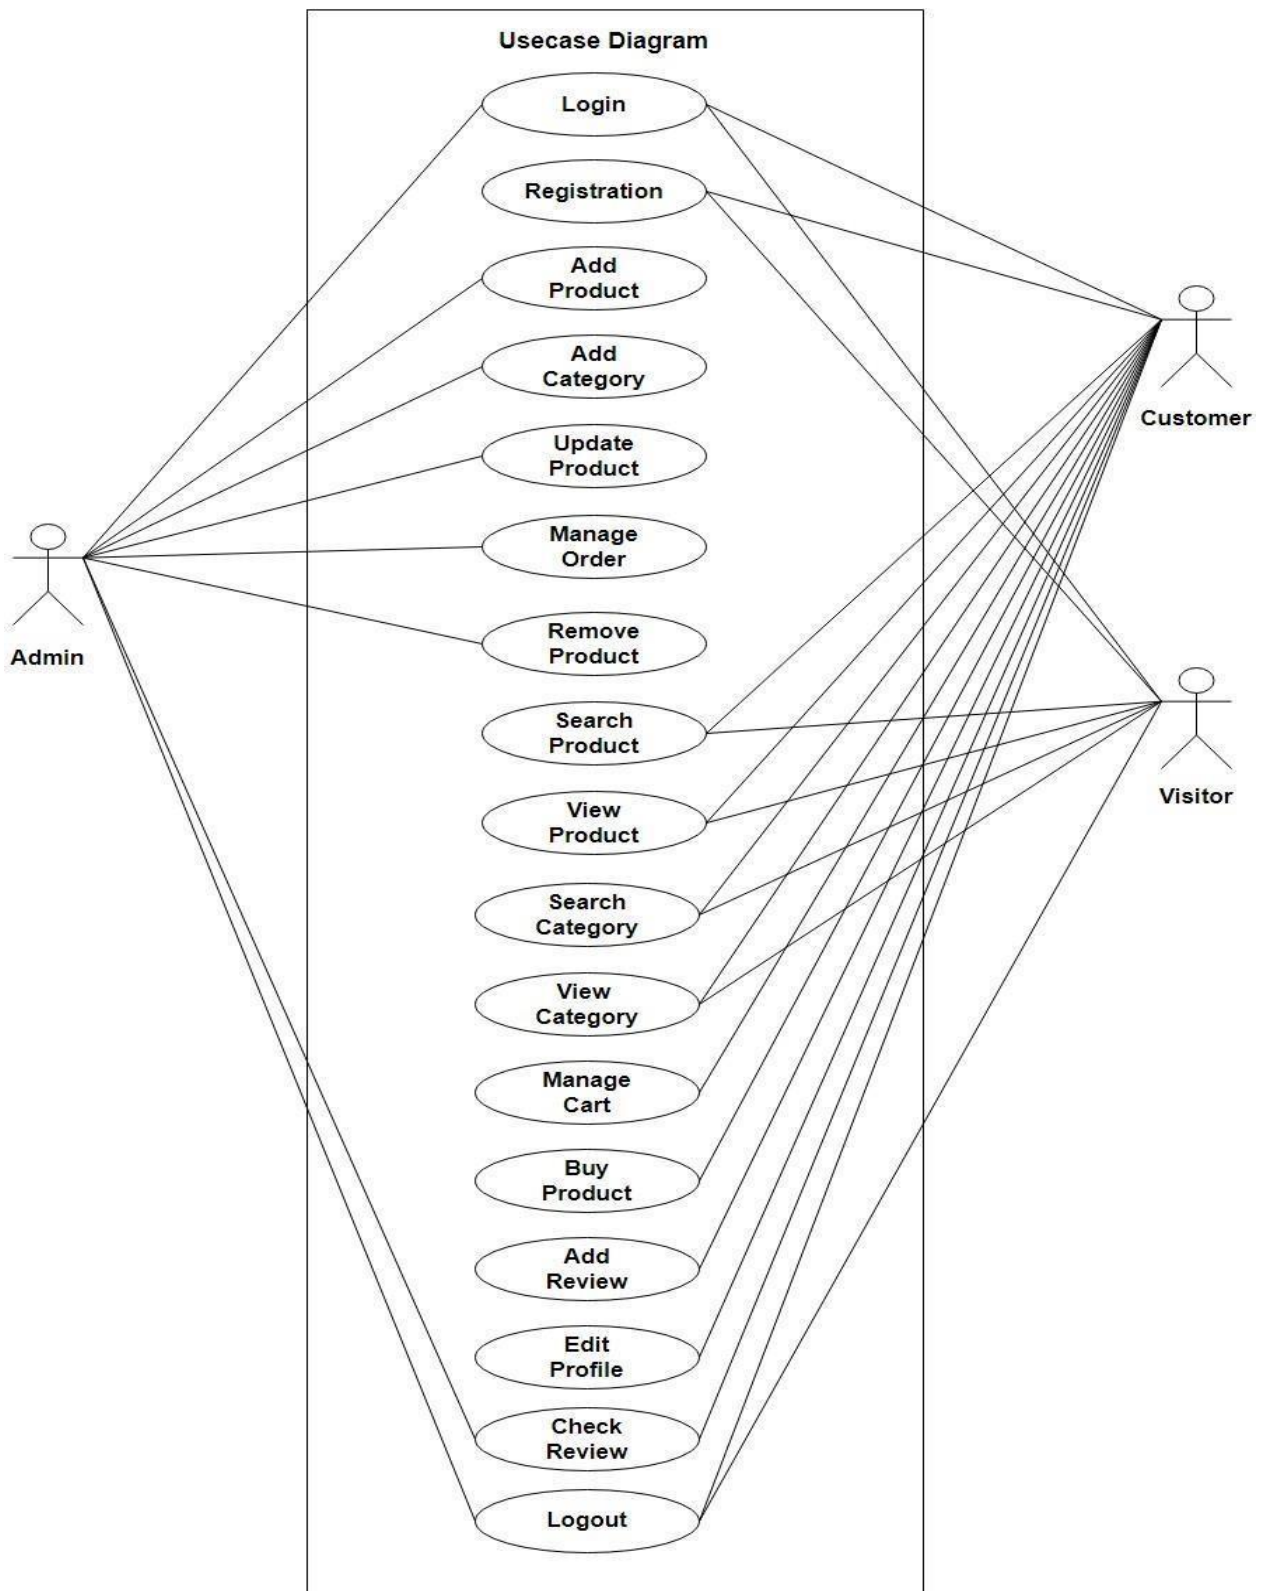 Usecase Diagram
Login
Registration
Add
Product
Add
Category
Update
Product
Manage
Order
Remove
Product
Search
Product
View
Product
Search
Category
View
Category
Manage
Cart
Buy
Product
Add
Review
Edit
Profile
Check
Review
Logout
Admin
Customer
Visitor